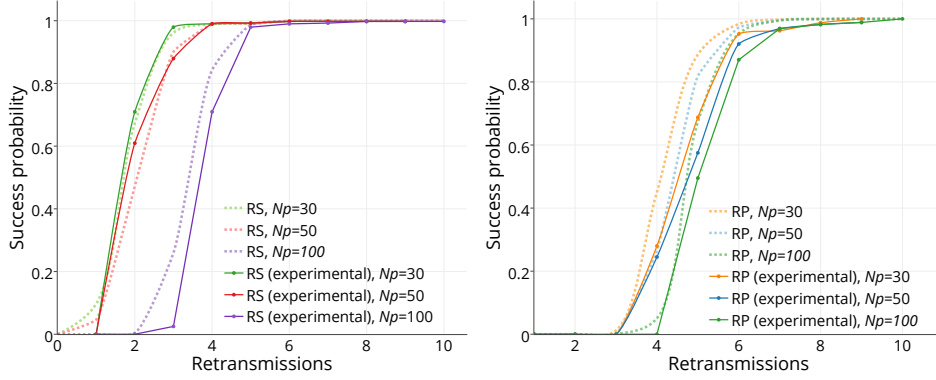 1
0.8
0.6
0.4
0.2
0
0
2
4
6
8
10
Success probability
Retransmissions
RS, Np=30
RS, Np=50
RS, Np=100
RS (experimental), Np=30
RS (experimental), Np=50
RS (experimental), Np=100
1
0.8
0.6
0.4
0.2
0
2
4
6
8
10
Success probability
Retransmissions
RP, Np=30
RP, Np=50
RP, Np=100
RP (experimental), Np=30
RP (experimental), Np=50
RP (experimental), Np=100